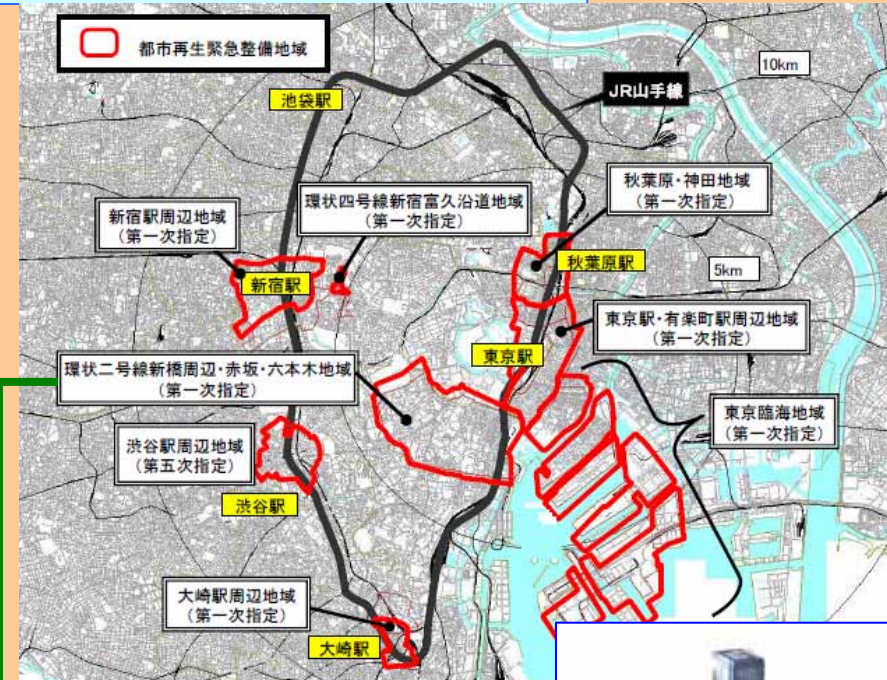 都市再生緊急整備地域
10km
池袋駅
JR山手線
秋葉原・神田地域
(第一次指定)
環状四号線新宿富久沿道地域
(第一次指定)
新宿駅周辺地域
(第一次指定)
秋葉原駅
5km
新宿駅
東京駅・有楽町駅周辺地域
(第一次指定)
東京駅
環状二号線新橋周辺・赤坂・六本木地域
(第一次指定)
東京臨海地域
(第一次指定)
渋谷駅周辺地域
(第五次指定)
渋谷駅
大崎駅周辺地域
(第一次指定)
大崎駅